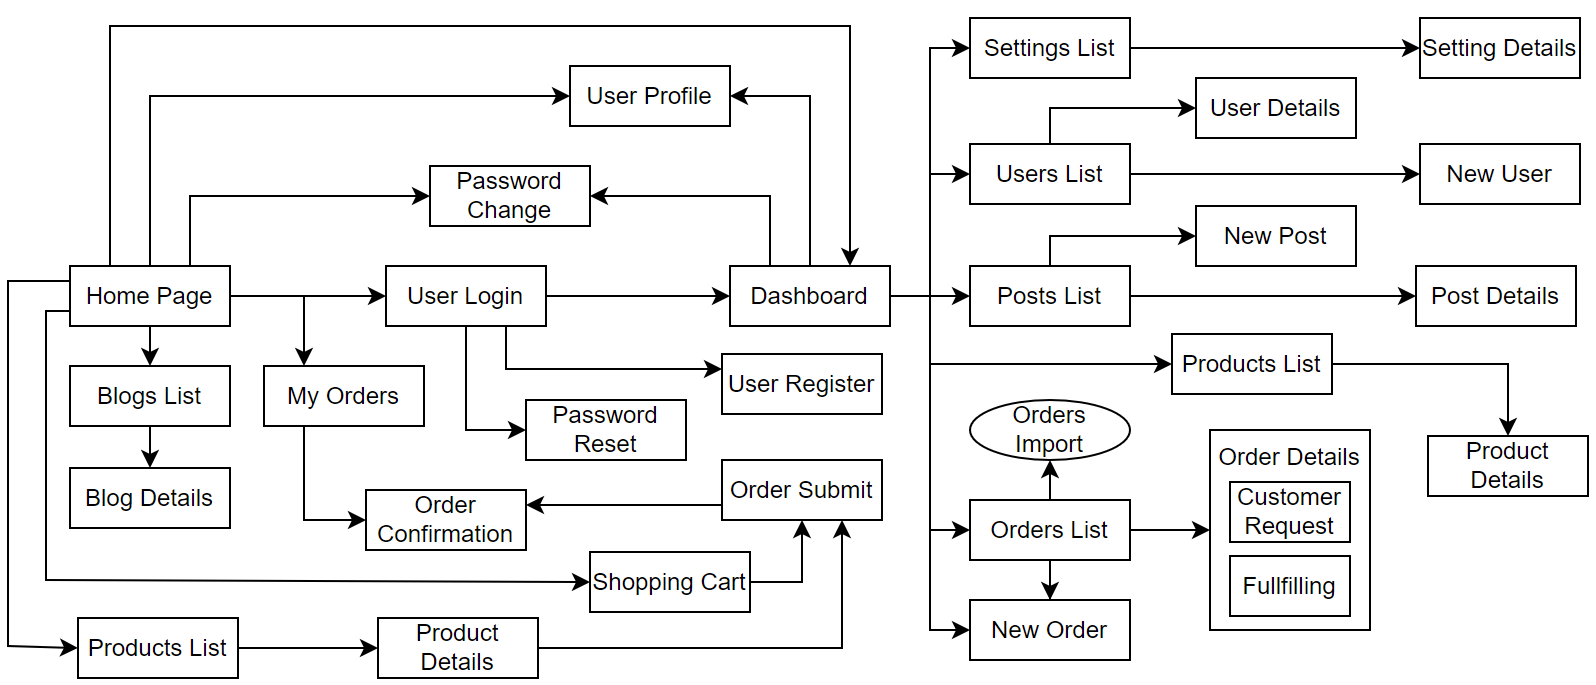 Settings List
Setting Details
User Profile
User Details
Password
Change
Users List
New User
New Post
Home Page
User Login
Dashboard
Posts List
Post Details
Products List
Blogs List
My Orders
User Register
Password
Reset
Orders
Import
Order Details
Product
Details
Blog Details
Order
Confirmation
Order Submit
Customer
Request
Orders List
Shopping Cart
Fullfilling
Products List
Product
Details
New Order